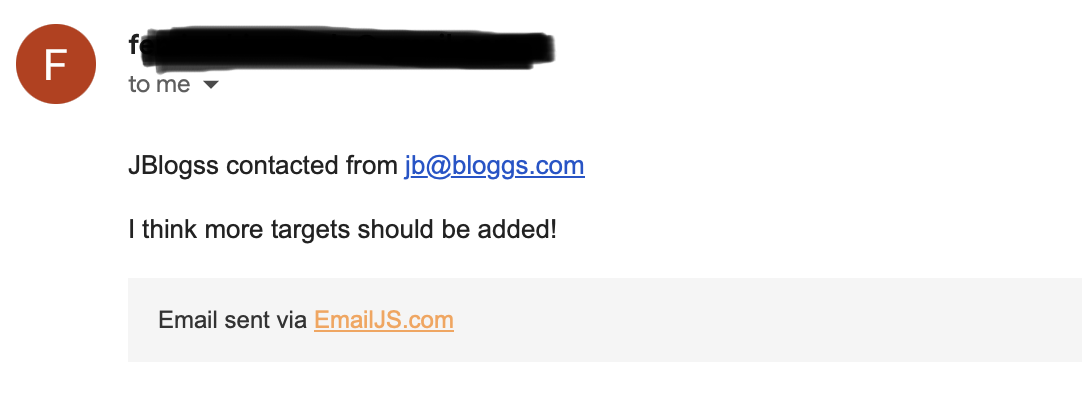 F
to me
JBlogss contacted from jb@bloggs.com
I think more targets should be added!
Email sent via EmailJS.com